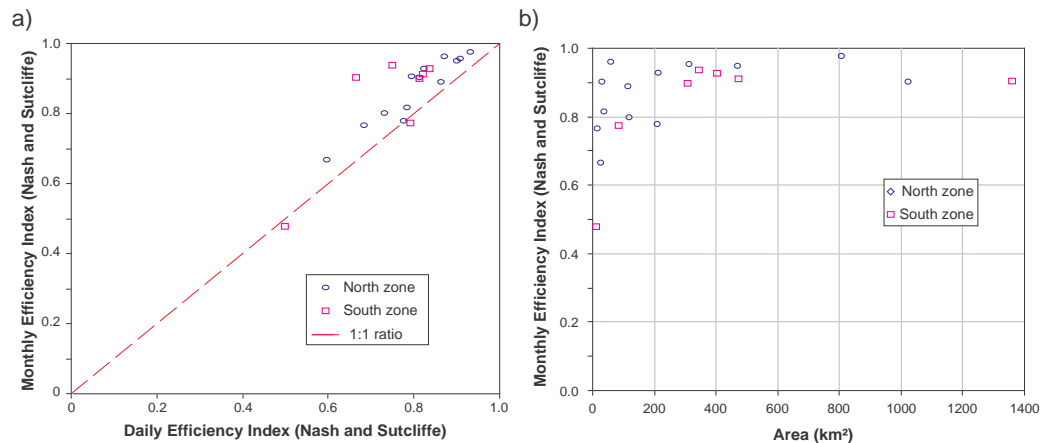 a)
Monthly Efficiency Index (Nash and Sutcliffe)
1.0
0.8
0.6
0.4
0.2
0
0
0.2
0.4
0.6
0.8
1.0
North zone
South zone
1:1 ratio
Daily Efficiency Index (Nash and Sutcliffe)
b)
Monthly Efficiency Index (Nash and Sutcliffe)
1.0
0.8
0.6
0.4
0.2
0.0
0
200
400
600
800
1000
1200
1400
North zone
South zone
Area (km²)